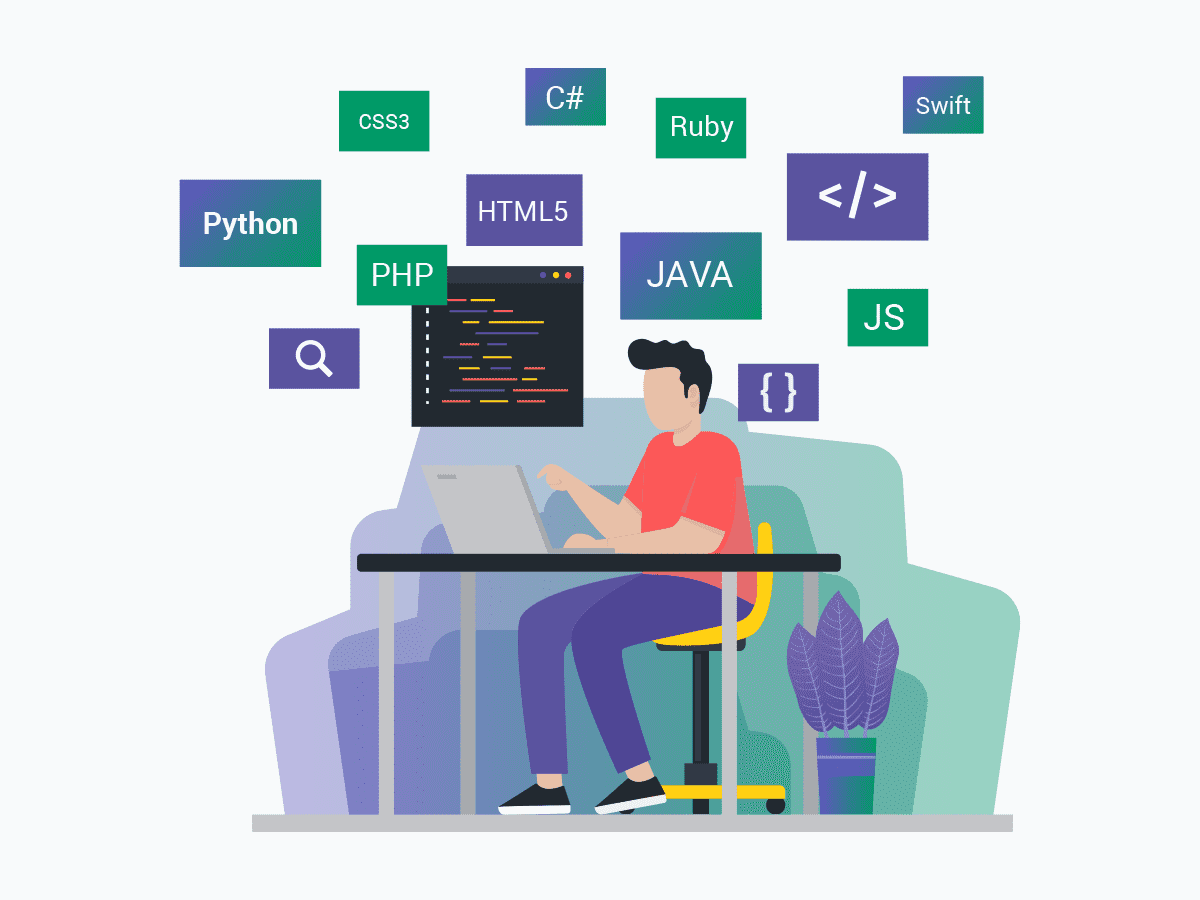 C#
Swift
CSS3
Ruby
</>
HTML5
Python
PHP
JAVA
JS
{ }